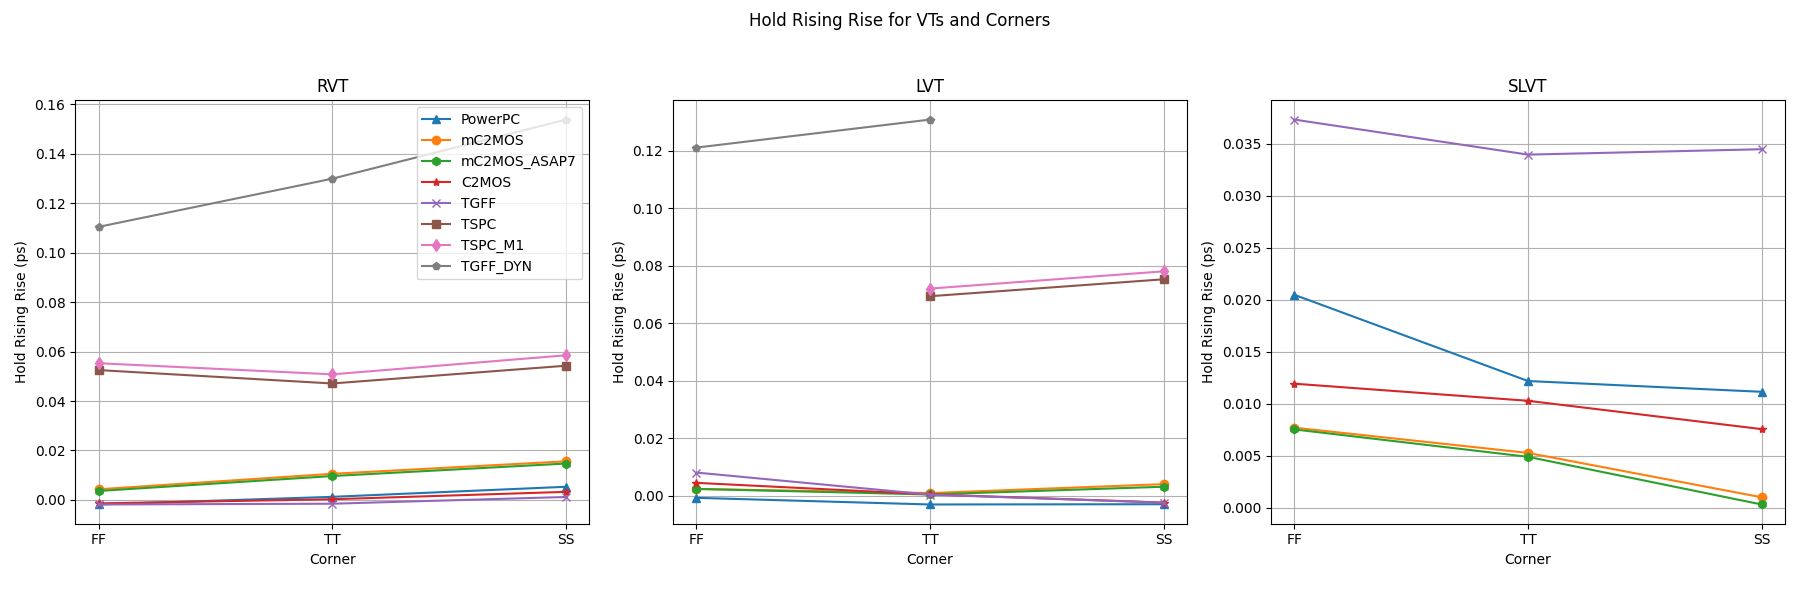 Hold Rising Rise for VTs and Corners
RVT
Hold Rising Rise (ps)
0.16
0.14
0.12
0.10
0.08
0.06
0.04
0.02
0.00
FF
TT
SS
Corner
PowerPC
mC2MOS
mC2MOS_ASAP7
C2MOS
TGFF
TSPC
TSPC_M1
TGFF_DYN
LVT
Hold Rising Rise (ps)
0.12
0.10
0.08
0.06
0.04
0.02
0.00
FF
TT
SS
Corner
SLVT
Hold Rising Rise (ps)
0.035
0.030
0.025
0.020
0.015
0.010
0.005
0.000
FF
TT
SS
Corner